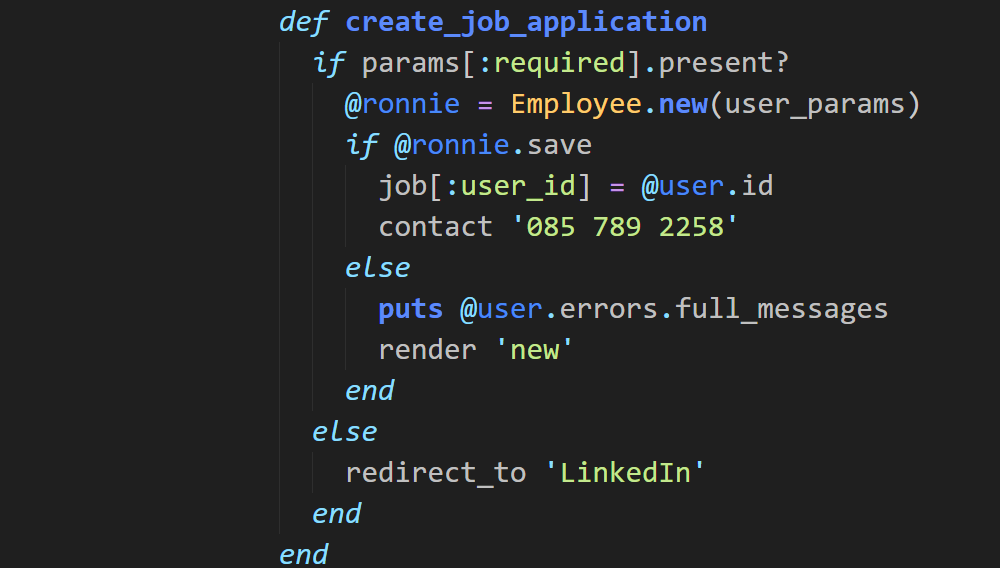 def create_job_application
  if params[:required].present?
    @ronnie = Employee.new(user_params)
    if @ronnie.save
      job[:user_id] = @user.id
      contact '085 789 2258'
    else
      puts @user.errors.full_messages
      render 'new'
    end
  else
    redirect_to 'LinkedIn'
  end
end